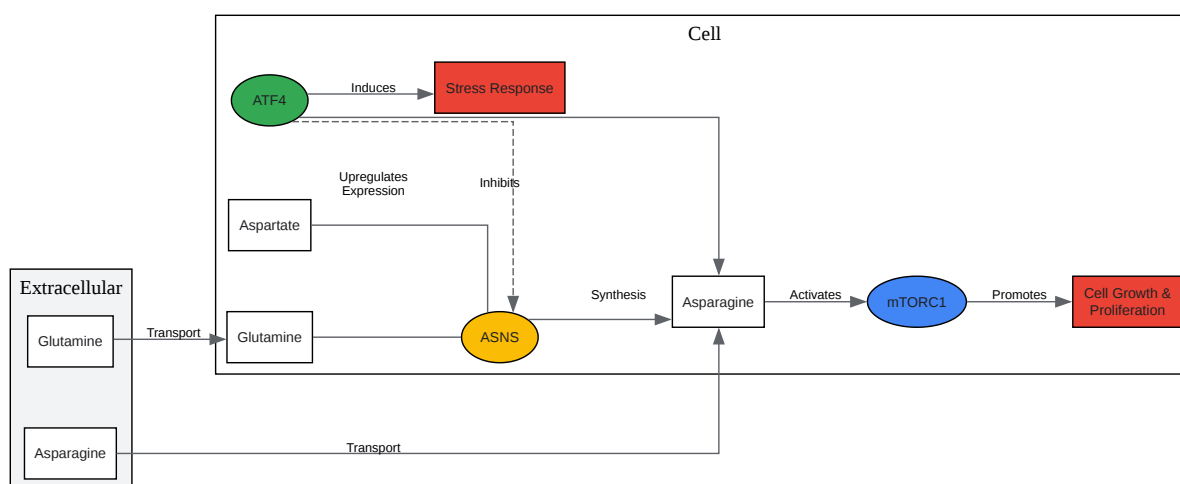 Cell
ATF4
Induces
Stress Response
Upregulates
Expression
Inhibits
Aspartate
Extracellular
Glutamine
Transport
Glutamine
ASNS
Synthesis
Asparagine
Activates
mTORC1
Promotes
Cell Growth &
Proliferation
Asparagine
Transport